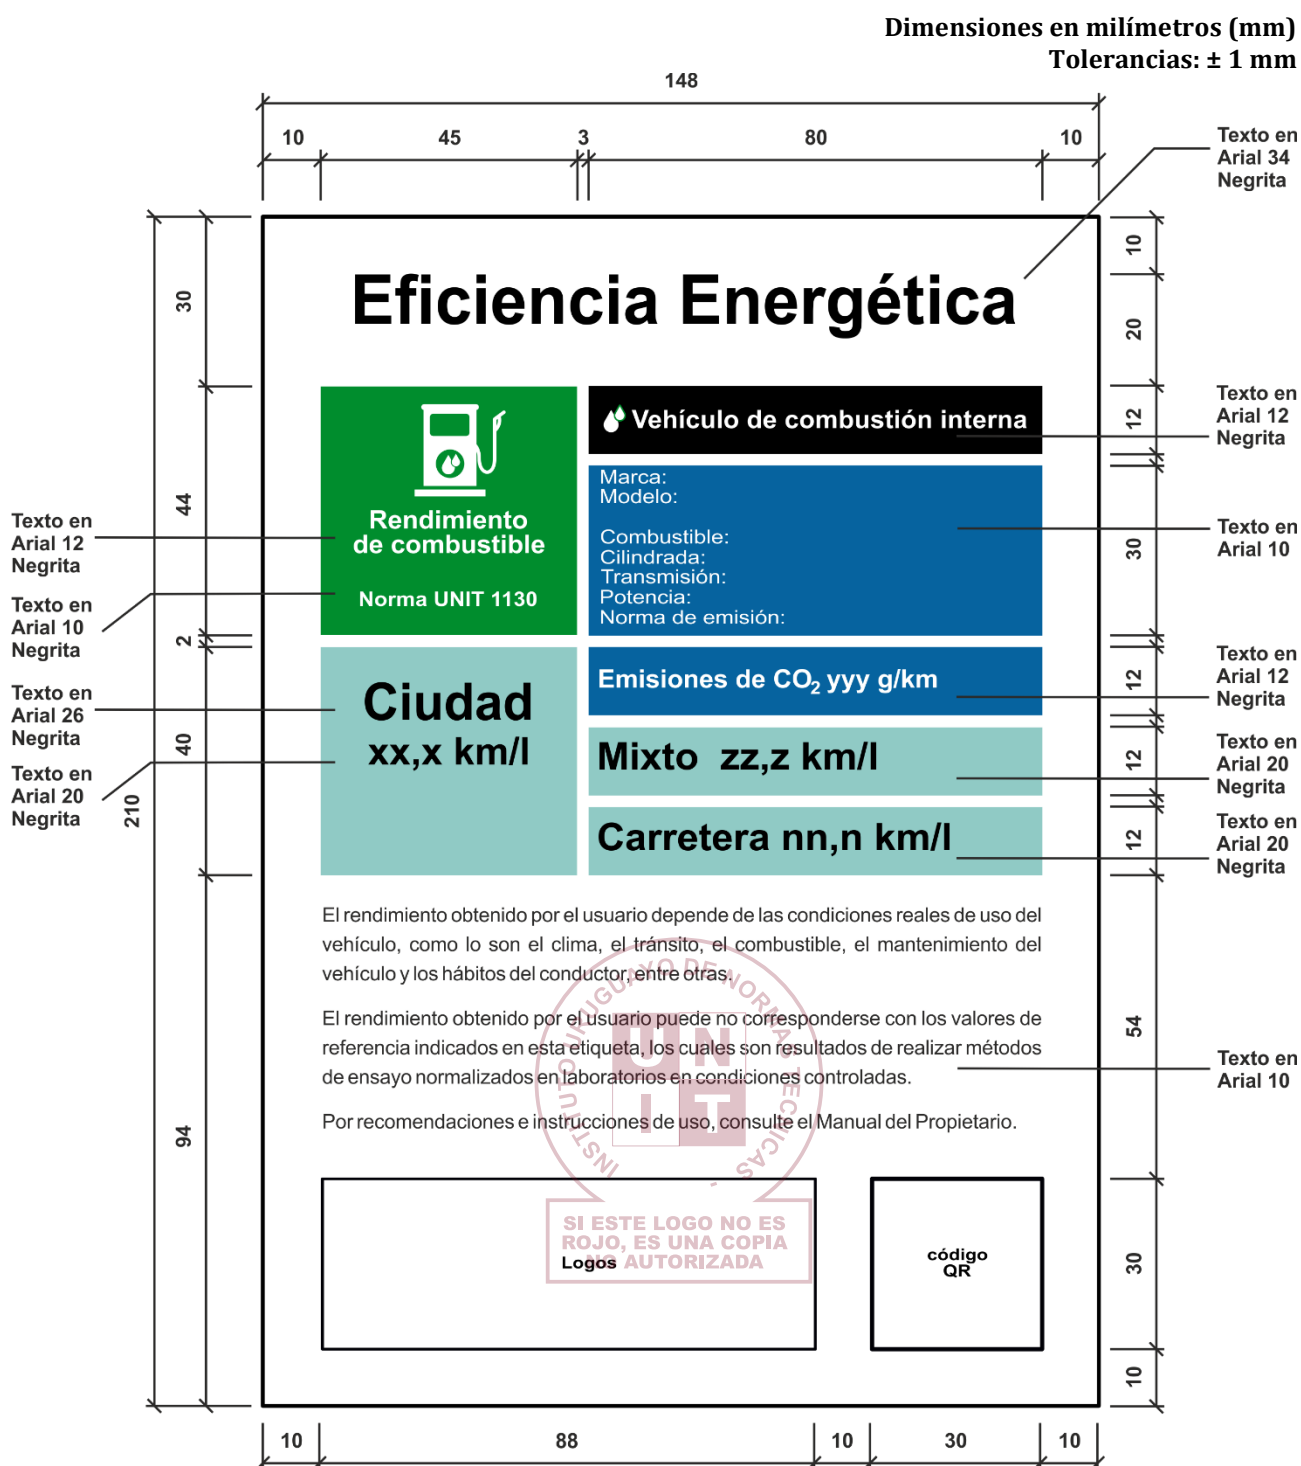 Dimensiones en milímetros (mm)
Tolerancias: ± 1 mm
148
10 45 3 80 10
Texto en
Arial 34
Negrita
10
20
30
Eficiencia Energética
Vehículo de combustión interna
12
Texto en
Arial 12
Negrita
Marca:
Modelo:
Combustible:
Cilindrada:
Transmisión:
Potencia:
Norma de emisión:
30
Texto en
Arial 10
44
Rendimiento
de combustible
Norma UNIT 1130
Texto en
Arial 12
Negrita
Texto en
Arial 10
Negrita
2
Emisiones de CO₂ yyy g/km
12
Texto en
Arial 12
Negrita
Ciudad
xx,x km/l
Texto en
Arial 26
Negrita
Texto en
Arial 20
Negrita
40
210
Mixto zz,z km/l
12
Texto en
Arial 20
Negrita
Carretera nn,n km/l
12
Texto en
Arial 20
Negrita
El rendimiento obtenido por el usuario depende de las condiciones reales de uso del
vehículo, como lo son el clima, el tránsito, el combustible, el mantenimiento del
vehículo y los hábitos del conductor, entre otras.
El rendimiento obtenido por el usuario puede no corresponderse con los valores de
referencia indicados en esta etiqueta, los cuales son resultados de realizar métodos
de ensayo normalizados en laboratorios en condiciones controladas.
Por recomendaciones e instrucciones de uso, consulte el Manual del Propietario.
54
Texto en
Arial 10
94
INSTITUTO URUGUAYO DE NORMAS TECNICAS -
UN
IT
SI ESTE LOGO NO ES
ROJO, ES UNA COPIA
NO AUTORIZADA
Logos
código
QR
30
10
10 88 10 30 10